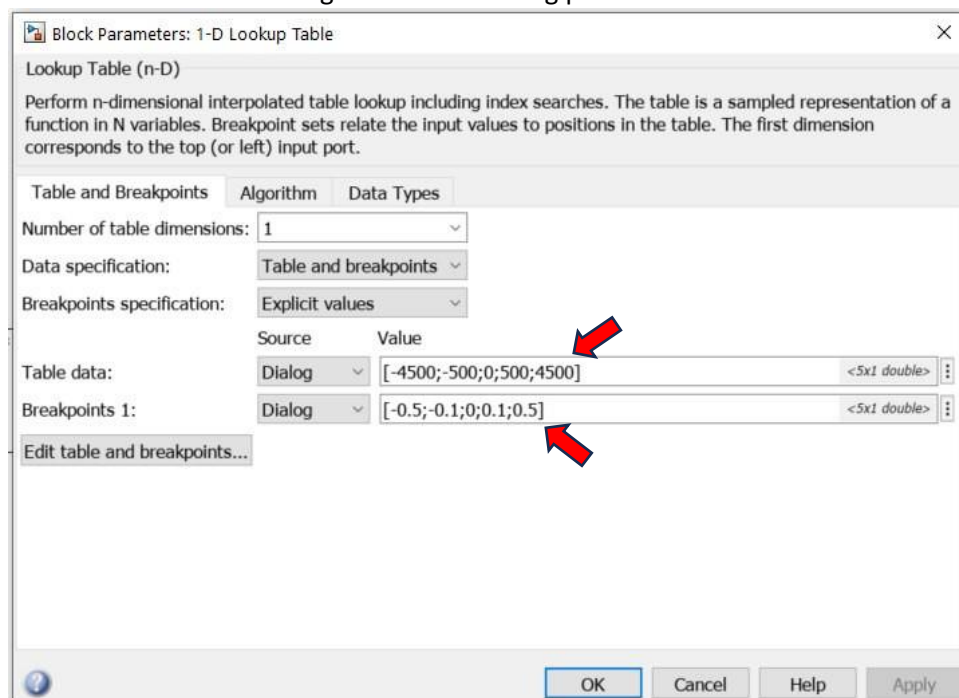 Block Parameters: 1-D Lookup Table
Lookup Table (n-D)
Perform n-dimensional interpolated table lookup including index searches. The table is a sampled representation of a
function in N variables. Breakpoint sets relate the input values to positions in the table. The first dimension
corresponds to the top (or left) input port.
Table and Breakpoints Algorithm Data Types
Number of table dimensions: 1
Data specification: Table and breakpoints
Breakpoints specification: Explicit values
Source Value
Table data: Dialog [-4500;-500;0;500;4500] <5x1 double>
Breakpoints 1: Dialog [-0.5;-0.1;0;0.1;0.5] <5x1 double>
Edit table and breakpoints...
OK Cancel Help Apply